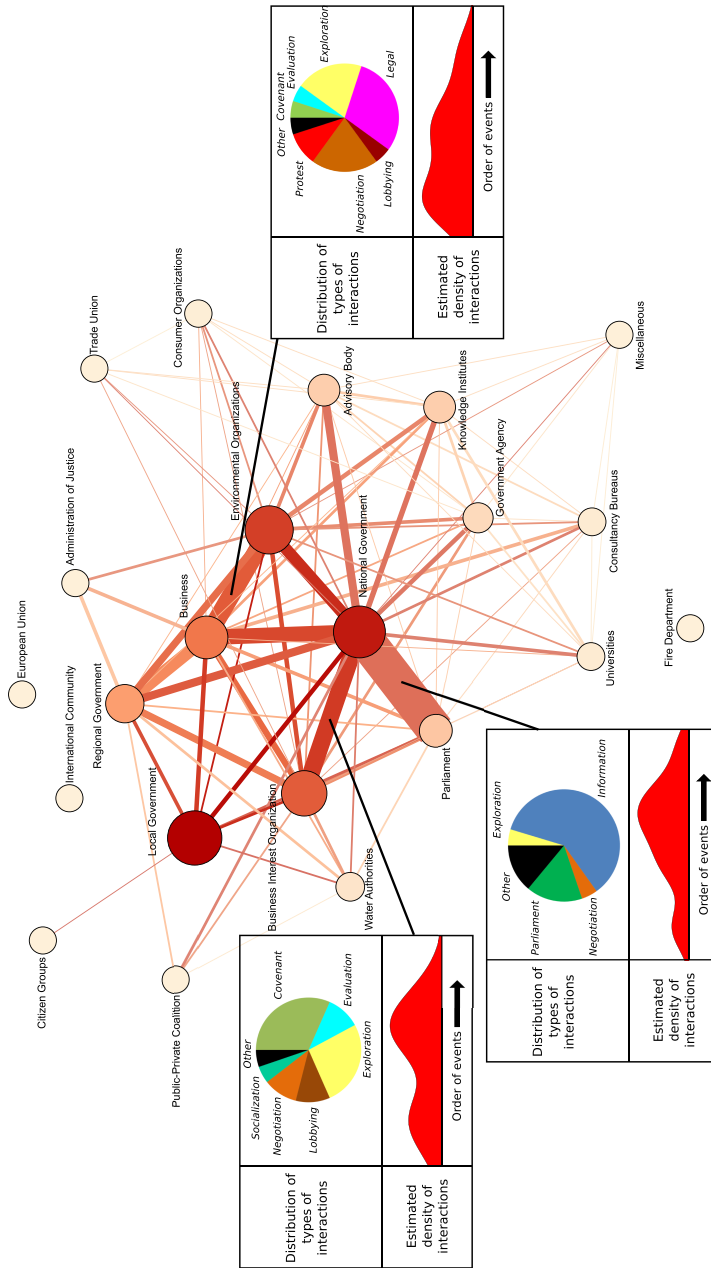 Citizen Groups
Public-Private Coalition
International Community
European Union
Administration of Justice
Trade Union
Consumer Organizations
Local Government
Regional Government
Business
Environmental Organizations
Advisory Body
Knowledge Institutes
Government Agency
National Government
Business Interest Organization
Water Authorities
Parliament
Universities
Consultancy Bureaus
Miscellaneous
Fire Department
Distribution of
types of
interactions
Other
Covenant
Evaluation
Exploration
Legal
Protest
Negotiation
Lobbying
Estimated
density of
interactions
Order of events
Distribution of
types of
interactions
Other
Covenant
Socialization
Negotiation
Lobbying
Evaluation
Exploration
Estimated
density of
interactions
Order of events
Distribution of
types of
interactions
Exploration
Other
Parliament
Negotiation
Information
Estimated
density of
interactions
Order of events